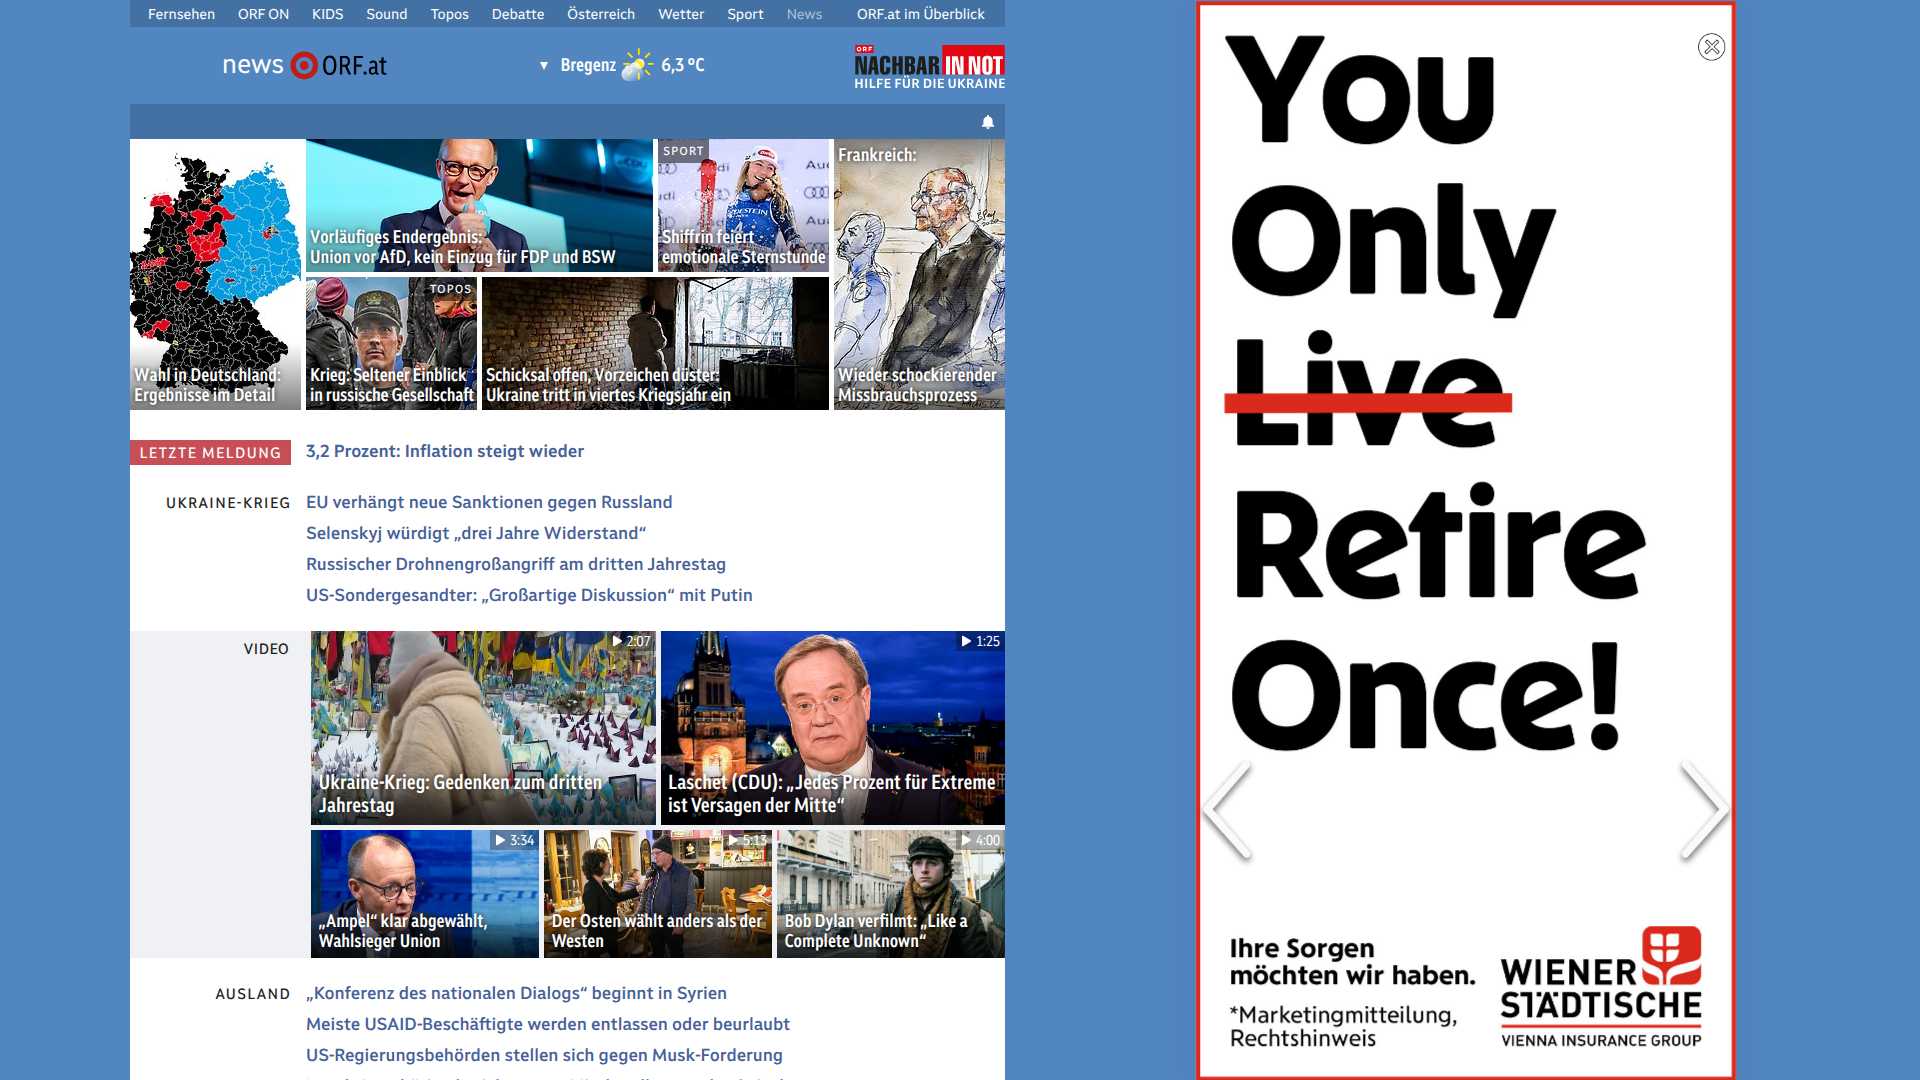 Fernsehen ORF ON KIDS Sound Topos Debatte Österreich Wetter Sport News ORF.at im Überblick
news ORF.at
Bregenz 6,3 °C
ORF
NACHBAR IN NOT
HILFE FÜR DIE UKRAINE
Wahl in Deutschland:
Ergebnisse im Detail
Vorläufiges Endergebnis:
Union vor AfD, kein Einzug für FDP und BSW
SPORT
Shiffrin feiert
emotionale Sternstunde
Frankreich:
Wieder schockierender
Missbrauchsprozess
TOPOS
Krieg: Seltener Einblick
in russische Gesellschaft
Schicksal offen, Vorzeichen düster:
Ukraine tritt in viertes Kriegsjahr ein
LETZTE MELDUNG
3,2 Prozent: Inflation steigt wieder
UKRAINE-KRIEG
EU verhängt neue Sanktionen gegen Russland
Selenskyj würdigt „drei Jahre Widerstand“
Russischer Drohnengroßangriff am dritten Jahrestag
US-Sondergesandter: „Großartige Diskussion“ mit Putin
VIDEO
2:07
Ukraine-Krieg: Gedenken zum dritten
Jahrestag
1:25
Laschet (CDU): „Jedes Prozent für Extreme
ist Versagen der Mitte“
3:34
„Ampel“ klar abgewählt,
Wahlsieger Union
5:13
Der Osten wählt anders als der
Westen
4:00
Bob Dylan verfilmt: „Like a
Complete Unknown“
AUSLAND
„Konferenz des nationalen Dialogs“ beginnt in Syrien
Meiste USAID-Beschäftigte werden entlassen oder beurlaubt
US-Regierungsbehörden stellen sich gegen Musk-Forderung
You
Only
Live
Retire
Once!
Ihre Sorgen
möchten wir haben.
*Marketingmitteilung,
Rechtshinweis
WIENER
STÄDTISCHE
VIENNA INSURANCE GROUP